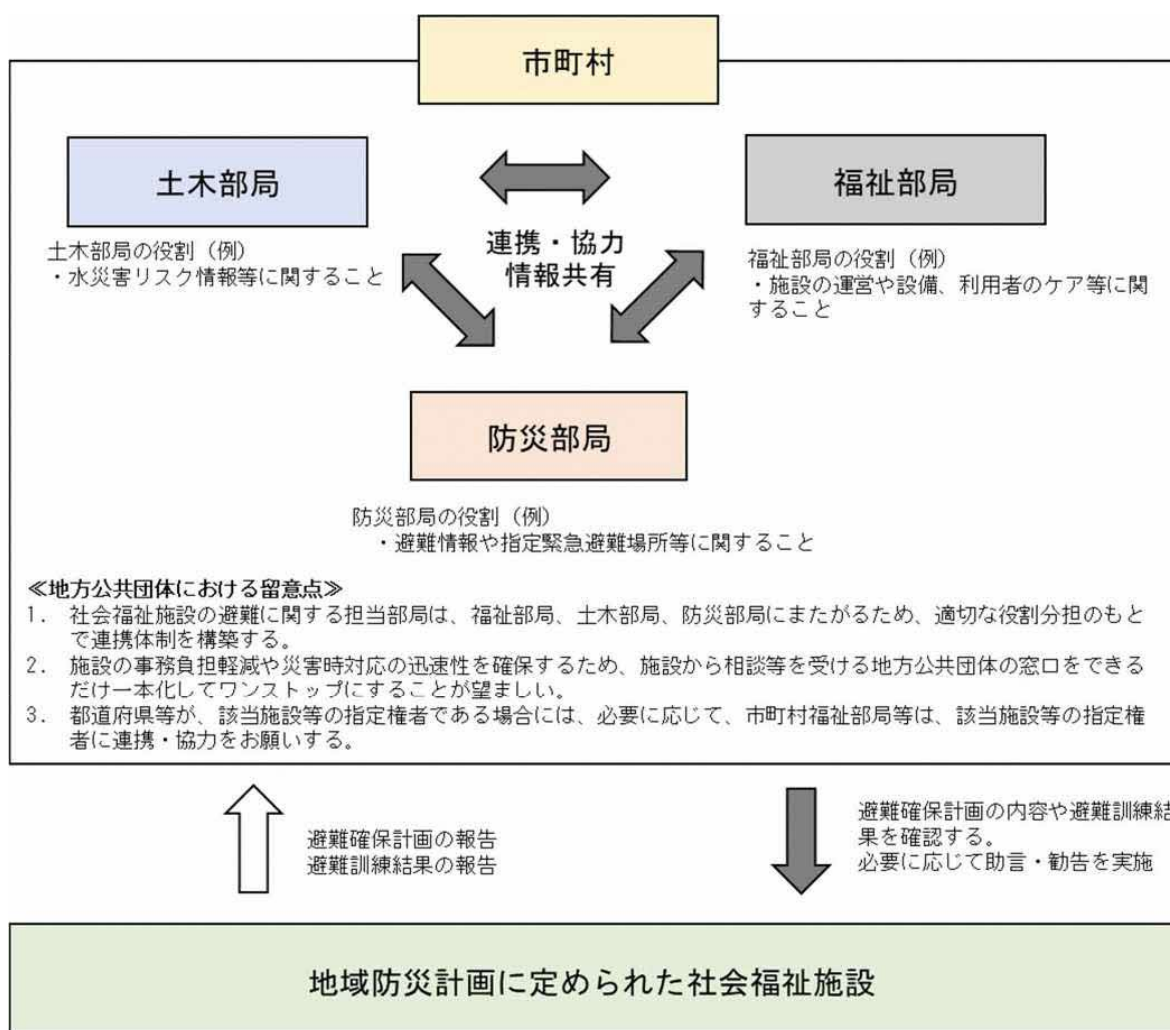 市町村
土木部局
福祉部局
連携・協力
情報共有
土木部局の役割（例）
・水災害リスク情報等に関すること
福祉部局の役割（例）
・施設の運営や設備、利用者のケア等に関
すること
防災部局
防災部局の役割（例）
・避難情報や指定緊急避難場所等に関すること
≪地方公共団体における留意点≫
1. 社会福祉施設の避難に関する担当部局は、福祉部局、土木部局、防災部局にまたがるため、適切な役割分担のもと
で連携体制を構築する。
2. 施設の事務負担軽減や災害時対応の迅速性を確保するため、施設から相談等を受ける地方公共団体の窓口をできる
だけ一本化してワンストップにすることが望ましい。
3. 都道府県等が、該当施設等の指定権者である場合には、必要に応じて、市町村福祉部局等は、該当施設等の指定権
者に連携・協力をお願いする。
避難確保計画の報告
避難訓練結果の報告
避難確保計画の内容や避難訓練結
果を確認する。
必要に応じて助言・勧告を実施
地域防災計画に定められた社会福祉施設